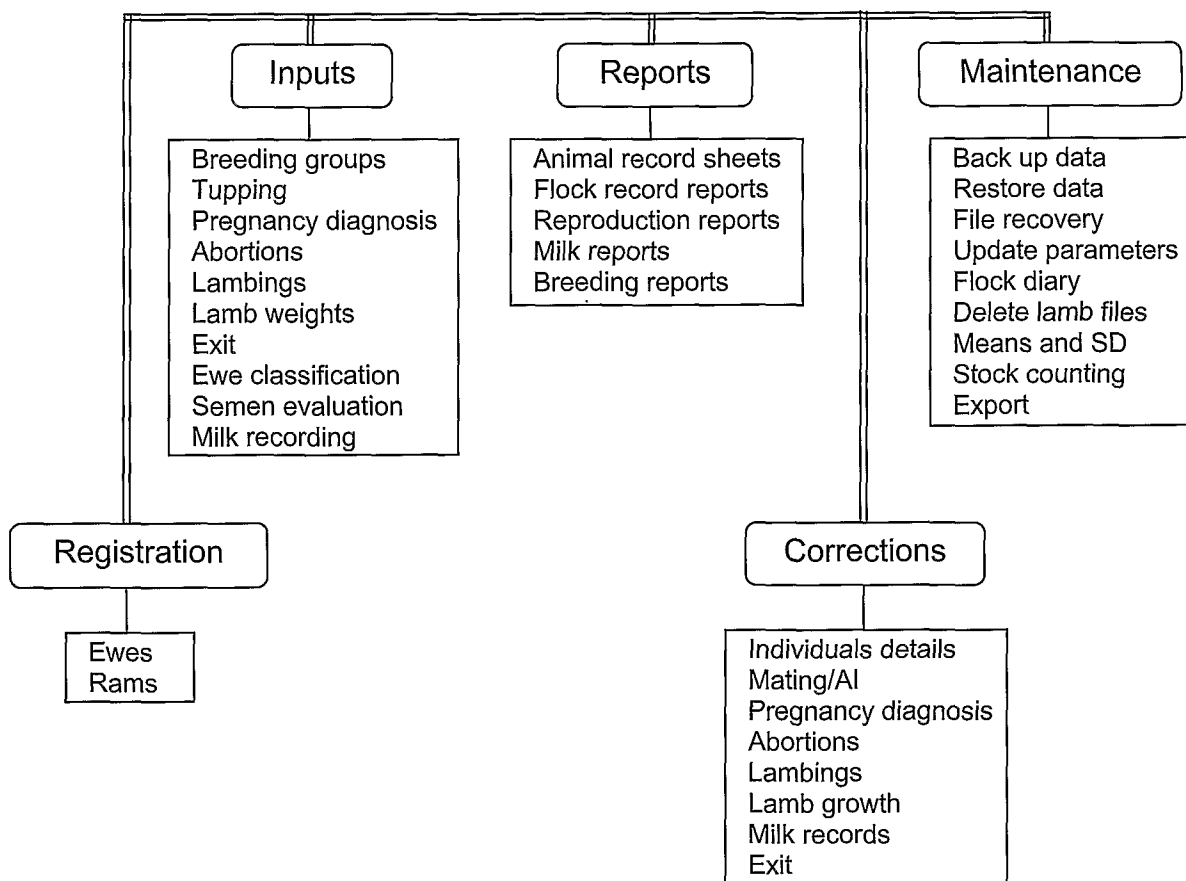 Inputs
Breeding groups
Tupping
Pregnancy diagnosis
Abortions
Lambings
Lamb weights
Exit
Ewe classification
Semen evaluation
Milk recording
Reports
Animal record sheets
Flock record reports
Reproduction reports
Milk reports
Breeding reports
Maintenance
Back up data
Restore data
File recovery
Update parameters
Flock diary
Delete lamb files
Means and SD
Stock counting
Export
Registration
Ewes
Rams
Corrections
Individuals details
Mating/AI
Pregnancy diagnosis
Abortions
Lambings
Lamb growth
Milk records
Exit